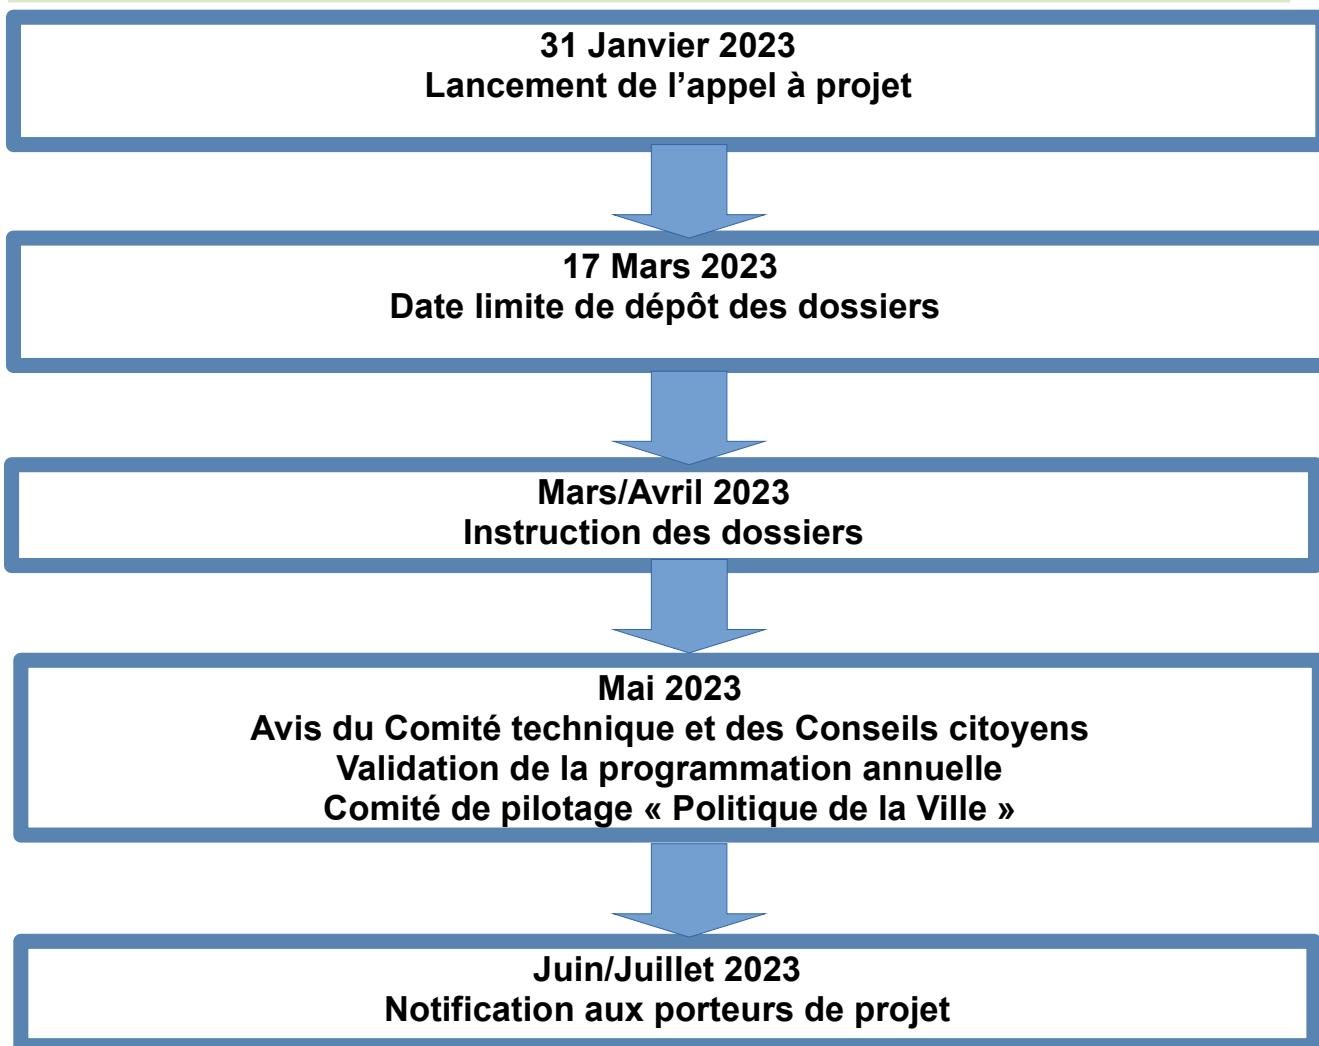 31 Janvier 2023
Lancement de l’appel à projet
17 Mars 2023
Date limite de dépôt des dossiers
Mars/Avril 2023
Instruction des dossiers
Mai 2023
Avis du Comité technique et des Conseils citoyens
Validation de la programmation annuelle
Comité de pilotage « Politique de la Ville »
Juin/Juillet 2023
Notification aux porteurs de projet